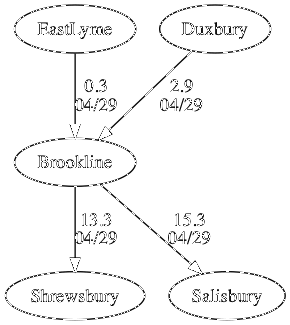 EastLyme
Duxbury
0.3
04/29
2.9
04/29
Brookline
13.3
04/29
15.3
04/29
Shrewsbury
Salisbury